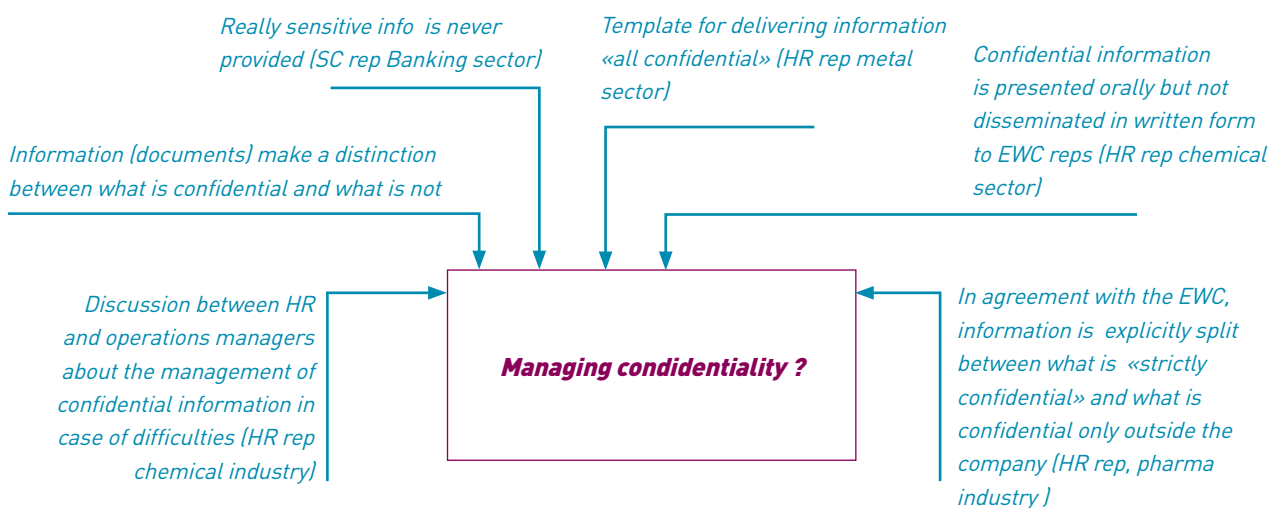 Really sensitive info is never
provided (SC rep Banking sector)
Template for delivering information
«all confidential» (HR rep metal
sector)
Confidential information
is presented orally but not
disseminated in written form
to EWC reps (HR rep chemical
sector)
Information (documents) make a distinction
between what is confidential and what is not
Discussion between HR
and operations managers
about the management of
confidential information in
case of difficulties (HR rep
chemical industry)
Managing condidentiality ?
In agreement with the EWC,
information is explicitly split
between what is «strictly
confidential» and what is
confidential only outside the
company (HR rep, pharma
industry )